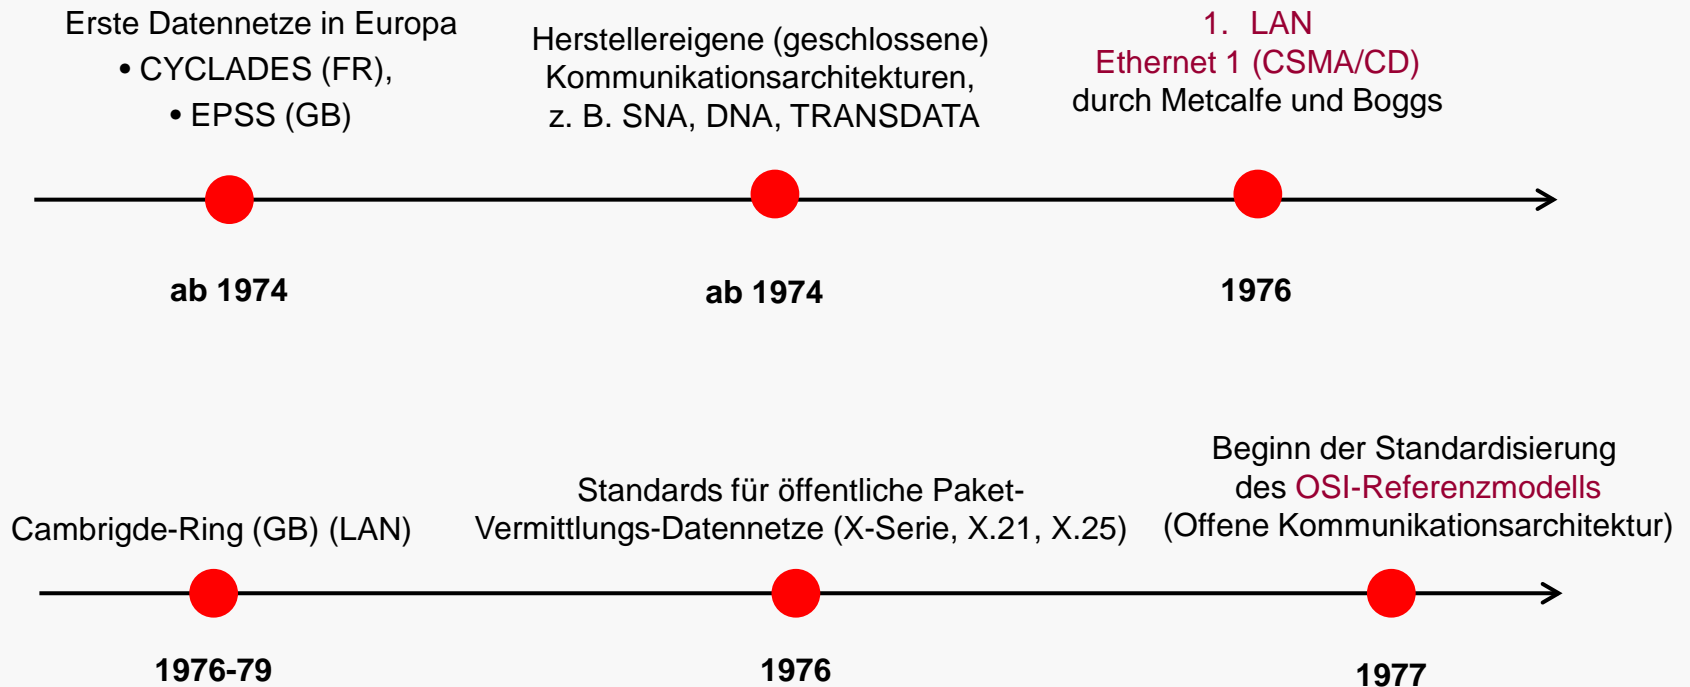 Erste Datennetze in Europa
• CYCLADES (FR),
• EPSS (GB)
ab 1974
Herstellereigene (geschlossene)
Kommunikationsarchitekturen,
z. B. SNA, DNA, TRANSDATA
ab 1974
1. LAN
Ethernet 1 (CSMA/CD)
durch Metcalfe und Boggs
1976
Cambrigde-Ring (GB) (LAN)
1976-79
Standards für öffentliche Paket-
Vermittlungs-Datennetze (X-Serie, X.21, X.25)
1976
Beginn der Standardisierung
des OSI-Referenzmodells
(Offene Kommunikationsarchitektur)
1977